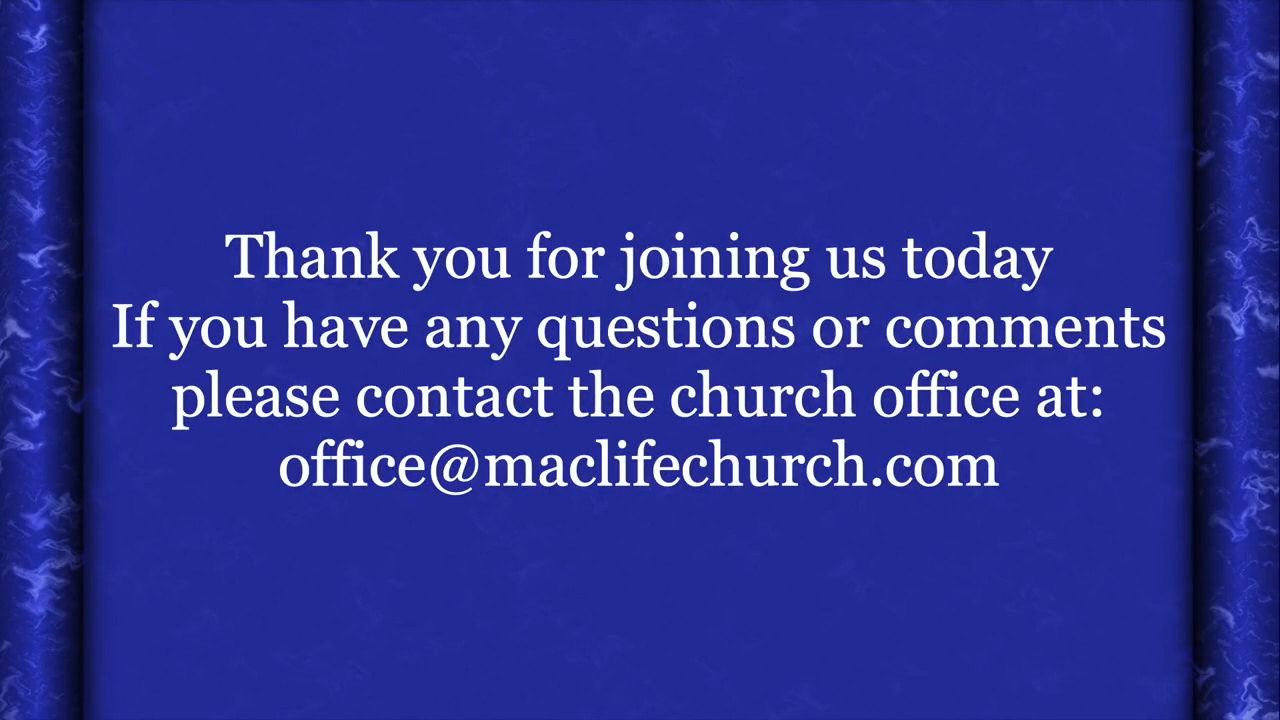 Thank you for joining us today
If you have any questions or comments
please contact the church office at:
office@maclifechurch.com